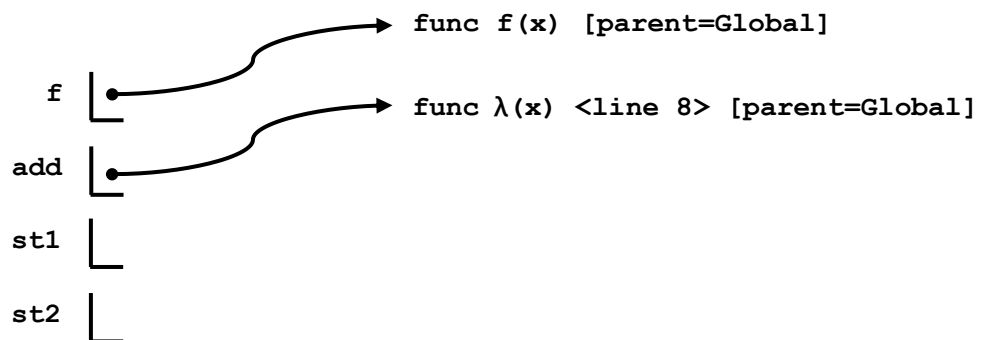 func f(x) [parent=Global]
f
func λ(x) <line 8> [parent=Global]
add
st1
st2